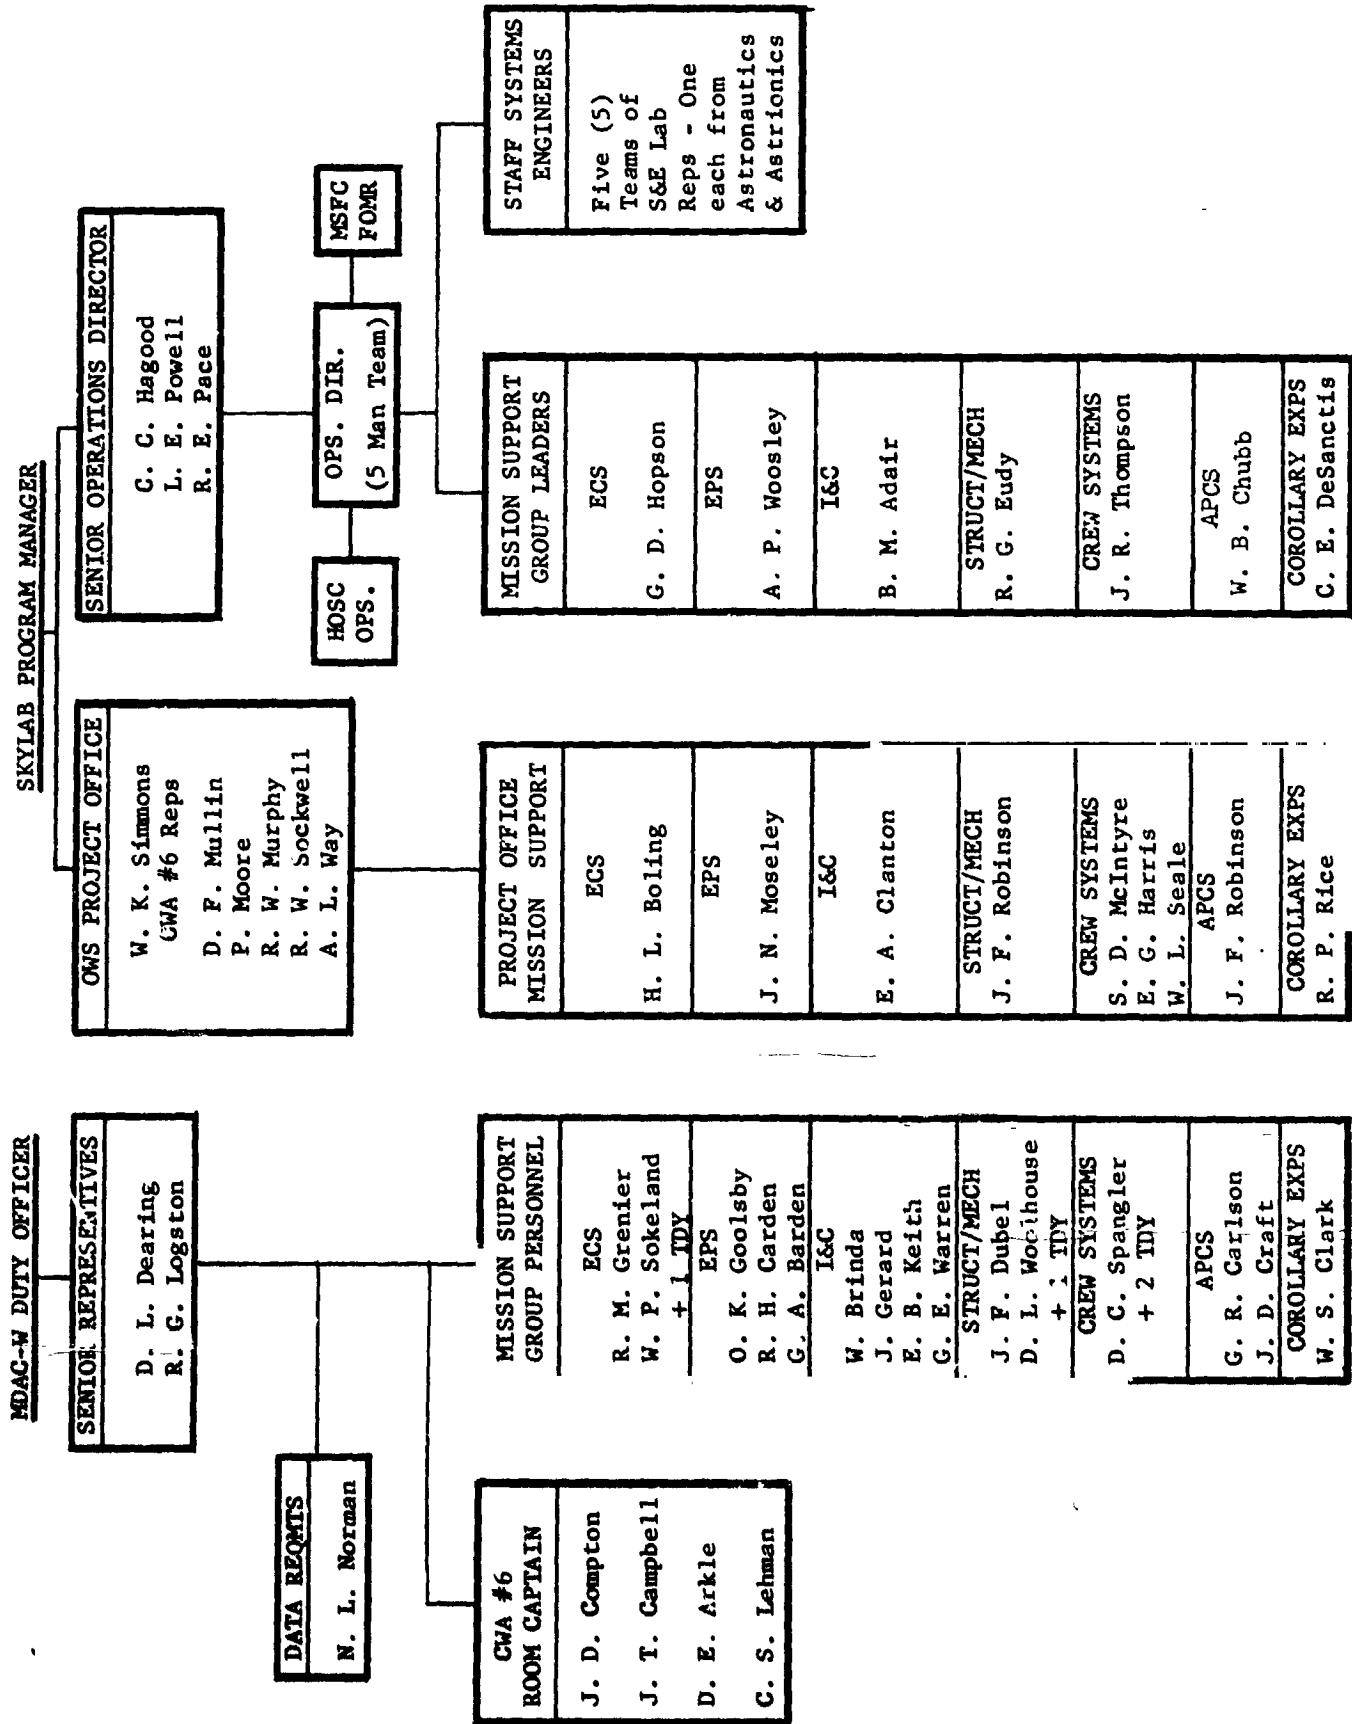 SKYLAB PROGRAM MANAGER
MDAC-W DUTY OFFICER
SENIOR REPRESENTATIVES
D. L. Dearing
R. G. Logston
DATA REQMTS
N. L. Norman
CWA #6
ROOM CAPTAIN
J. D. Compton
J. T. Campbell
D. E. Arkle
C. S. Lehman
MISSION SUPPORT
GROUP PERSONNEL
ECS
R. M. Grenier
W. P. Sokeland
+ 1 TDY
EPS
O. K. Goolsby
R. H. Carden
G. A. Barden
I&C
W. Brinda
J. Gerard
E. B. Keith
G. E. Warren
STRUCT/MECH
J. F. Dubel
D. L. Woolhouse
TDY
CREW SYSTEMS
D. C. Spangler
+ 2 TDY
APCS
G. R. Carlson
J. D. Craft
COROLLARY EXPS
W. S. Clark
OWS PROJECT OFFICE
W. K. Simmons
CWA #6 Reps
D. F. Mullin
P. Moore
R. W. Murphy
R. W. Sockwell
A. L. Way
PROJECT OFFICE
MISSION SUPPORT
ECS
H. L. Boling
EPS
J. N. Moseley
I&C
E. A. Clanton
STRUCT/MECH
J. F. Robinson
CREW SYSTEMS
S. D. McIntyre
E. G. Harris
W. L. Seale
APCS
J. F. Robinson
COROLLARY EXPS
R. P. Rice
SENIOR OPERATIONS DIRECTOR
C. C. Hagood
L. E. Powell
R. E. Pace
HOSC
OPS.
OPS. DIR.
(5 Man Team)
MSFC
FOMR
MISSION SUPPORT
GROUP LEADERS
ECS
G. D. Hopson
EPS
A. P. Woosley
I&C
B. M. Adair
STRUCT/MECH
R. G. Eudy
CREW SYSTEMS
J. R. Thompson
APCS
W. B. Chubb
COROLLARY EXPS
C. E. DeSanctis
STAFF SYSTEMS
ENGINEERS
Five (5)
Teams of
S&E Lab
Reps - One
each from
Astronautics
& Astrionics